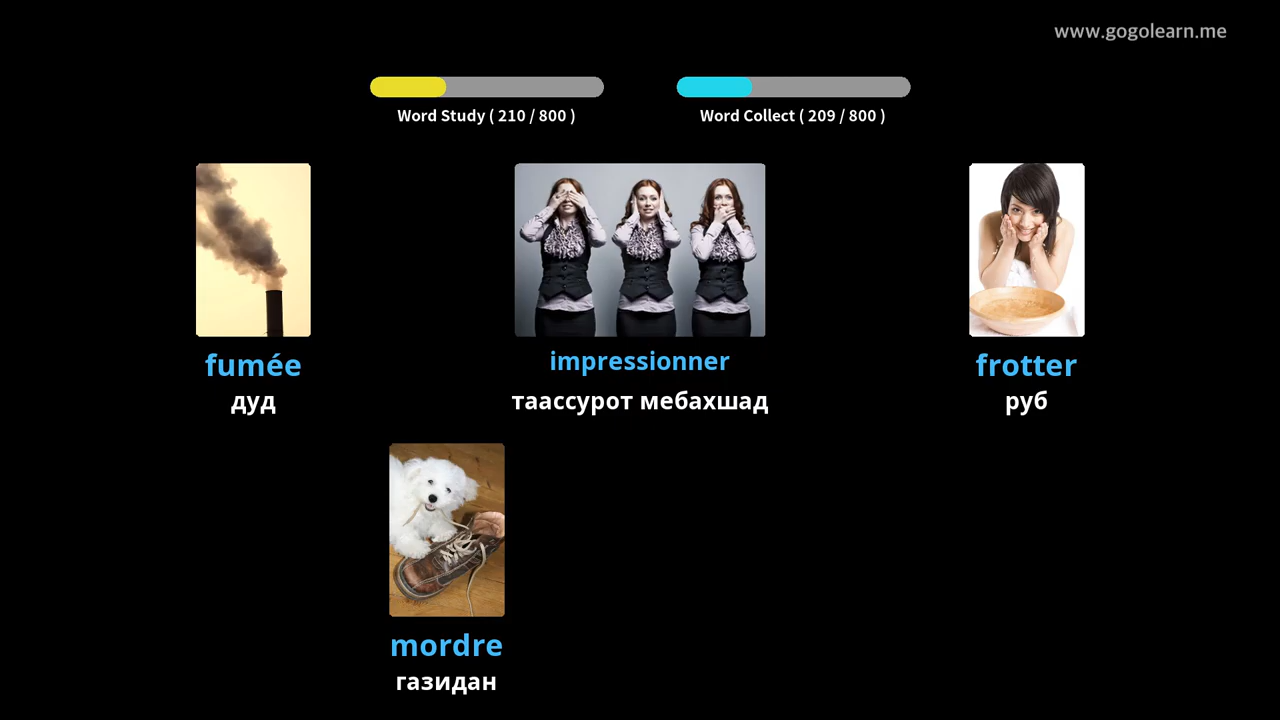 www.gogolearn.me
Word Study ( 210 / 800 )
Word Collect ( 209 / 800 )
fumée
дуд
impressionner
таассурот мебахшад
frotter
руб
mordre
газидан